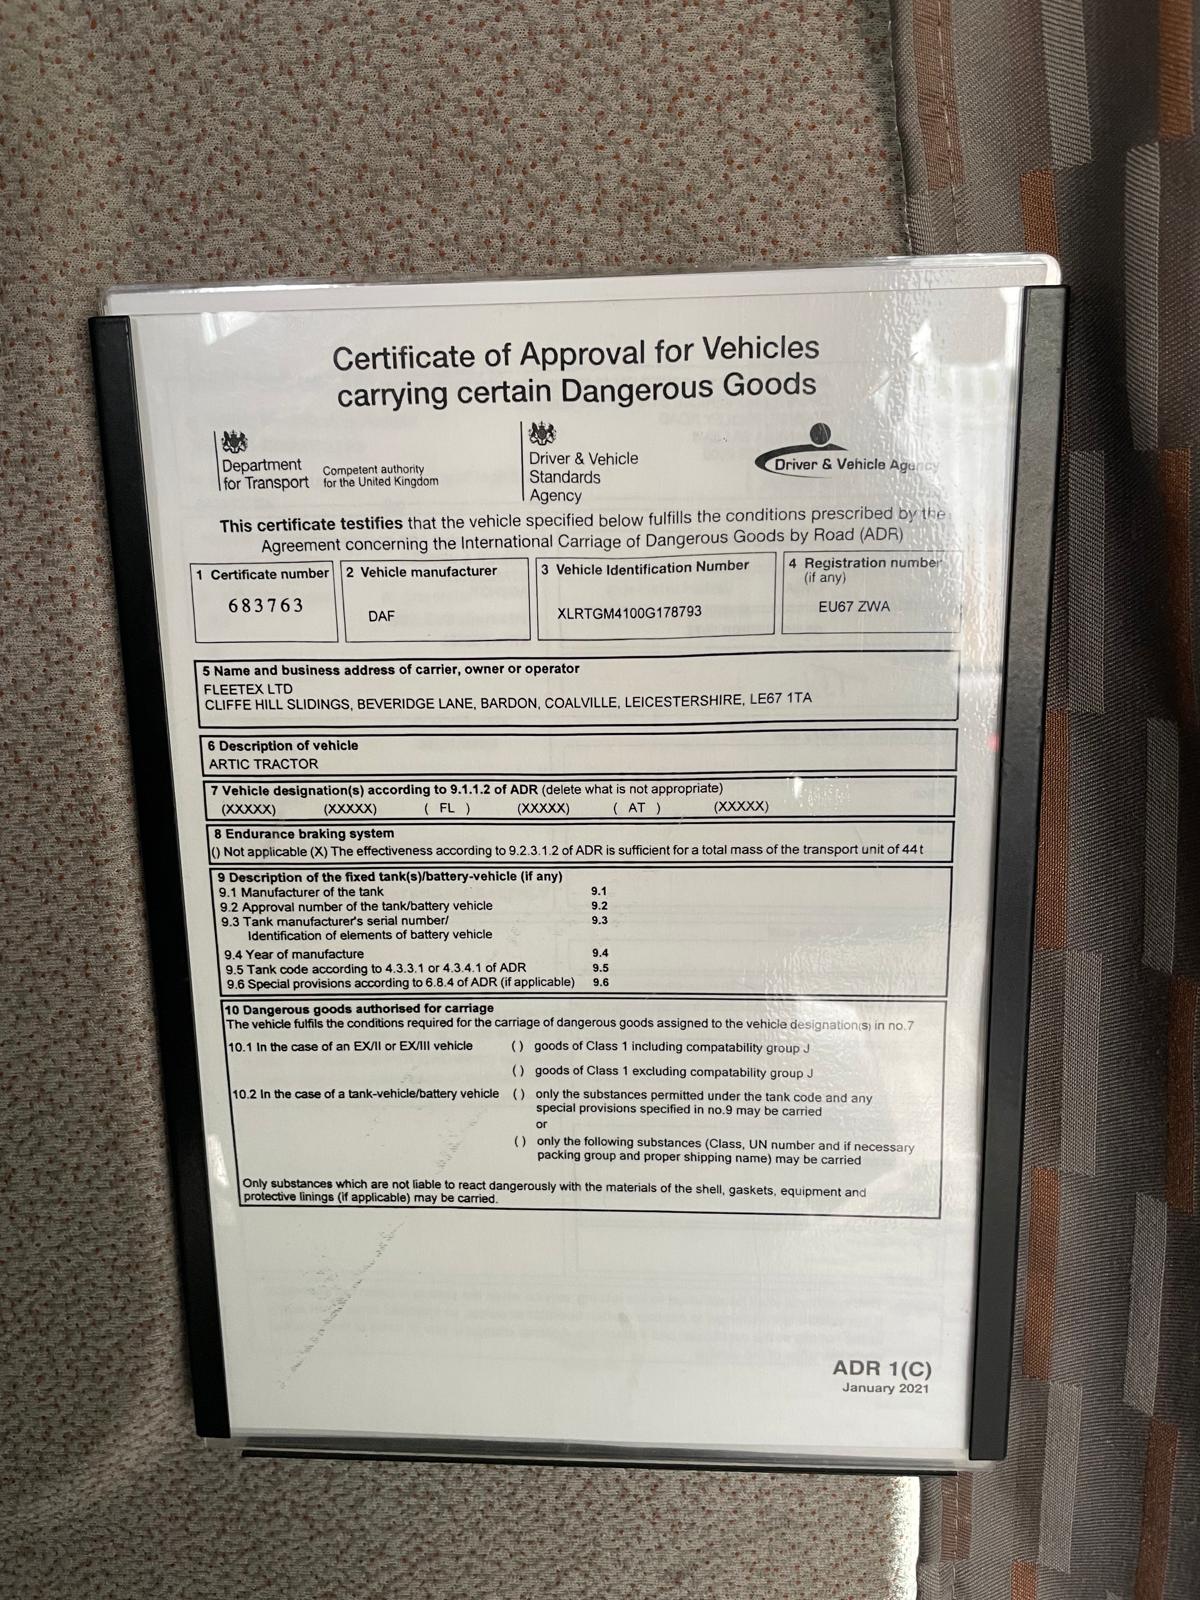 Certificate of Approval for Vehicles
carrying certain Dangerous Goods
Department
for Transport
Competent authority
for the United Kingdom
Driver & Vehicle
Standards
Agency
Driver & Vehicle Agency
This certificate testifies that the vehicle specified below fulfills the conditions prescribed by the
Agreement concerning the International Carriage of Dangerous Goods by Road (ADR)
1 Certificate number
683763
2 Vehicle manufacturer
DAF
3 Vehicle Identification Number
XLRTGM4100G178793
4 Registration number
(if any)
EU67 ZWA
5 Name and business address of carrier, owner or operator
FLEETEX LTD
CLIFFE HILL SLIDINGS, BEVERIDGE LANE, BARDON, COALVILLE, LEICESTERSHIRE, LE67 1TA
6 Description of vehicle
ARTIC TRACTOR
7 Vehicle designation(s) according to 9.1.1.2 of ADR (delete what is not appropriate)
(XXXXX) (XXXXX) ( FL ) (XXXXX) ( AT ) (XXXXX)
8 Endurance braking system
() Not applicable (X) The effectiveness according to 9.2.3.1.2 of ADR is sufficient for a total mass of the transport unit of 44t
9 Description of the fixed tank(s)/battery-vehicle (if any)
9.1 Manufacturer of the tank 9.1
9.2 Approval number of the tank/battery vehicle 9.2
9.3 Tank manufacturer's serial number/ 9.3
Identification of elements of battery vehicle
9.4 Year of manufacture 9.4
9.5 Tank code according to 4.3.3.1 or 4.3.4.1 of ADR 9.5
9.6 Special provisions according to 6.8.4 of ADR (if applicable) 9.6
10 Dangerous goods authorised for carriage
The vehicle fulfils the conditions required for the carriage of dangerous goods assigned to the vehicle designation(s) in no.7
10.1 In the case of an EX/II or EX/III vehicle () goods of Class 1 including compatability group J
() goods of Class 1 excluding compatability group J
10.2 In the case of a tank-vehicle/battery vehicle () only the substances permitted under the tank code and any
special provisions specified in no.9 may be carried
or
() only the following substances (Class, UN number and if necessary
packing group and proper shipping name) may be carried
Only substances which are not liable to react dangerously with the materials of the shell, gaskets, equipment and
protective linings (if applicable) may be carried.
ADR 1(C)
January 2021